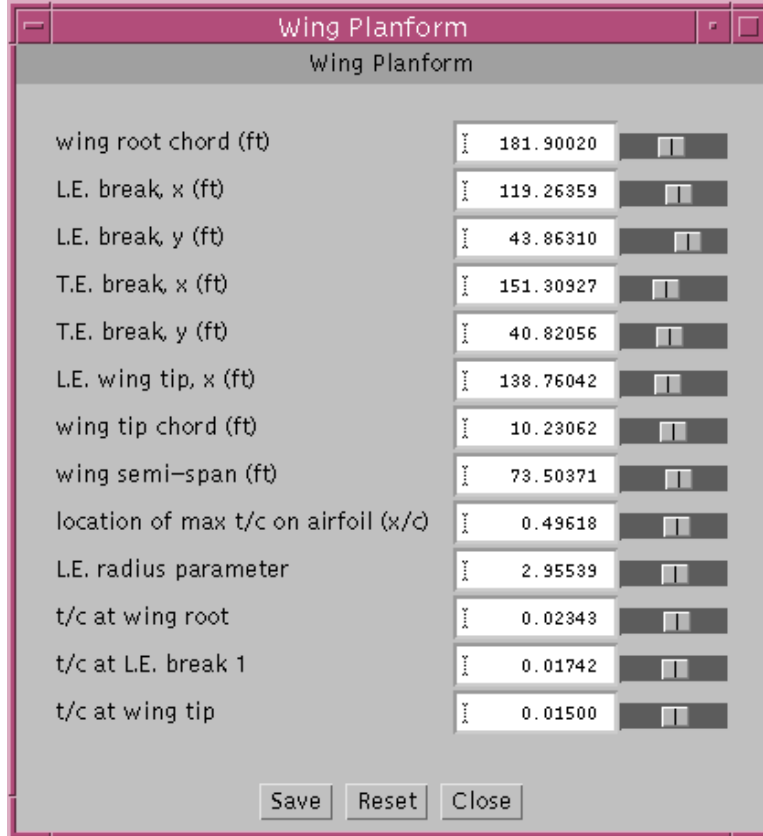 Wing Planform
Wing Planform
wing root chord (ft) 181.90020
L.E. break, x (ft) 119.26359
L.E. break, y (ft) 43.86310
T.E. break, x (ft) 151.30927
T.E. break, y (ft) 40.82056
L.E. wing tip, x (ft) 138.76042
wing tip chord (ft) 10.23062
wing semi-span (ft) 73.50371
location of max t/c on airfoil (x/c) 0.49618
L.E. radius parameter 2.95539
t/c at wing root 0.02343
t/c at L.E. break 1 0.01742
t/c at wing tip 0.01500
Save Reset Close